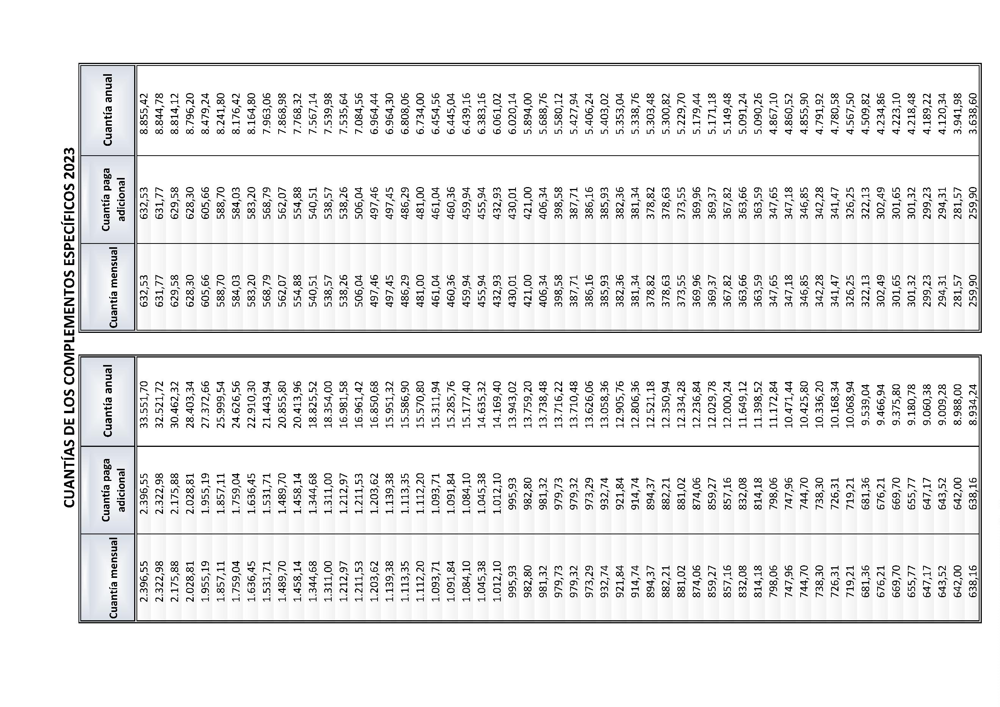 CUANTÍAS DE LOS COMPLEMENTOS ESPECÍFICOS 2023
Cuantía mensual Cuantía paga adicional Cuantía anual
2.396,55 2.396,55 33.551,70
2.322,98 2.322,98 32.521,72
2.175,88 2.175,88 30.462,32
2.028,81 2.028,81 28.403,34
1.955,19 1.955,19 27.372,66
1.857,11 1.857,11 25.999,54
1.759,04 1.759,04 24.626,56
1.636,45 1.636,45 22.910,30
1.531,71 1.531,71 21.443,94
1.489,70 1.489,70 20.855,80
1.458,14 1.458,14 20.413,96
1.344,68 1.344,68 18.825,52
1.311,00 1.311,00 18.354,00
1.212,97 1.212,97 16.981,58
1.211,53 1.211,53 16.961,42
1.203,62 1.203,62 16.850,68
1.139,38 1.139,38 15.951,32
1.113,35 1.113,35 15.586,90
1.112,20 1.112,20 15.570,80
1.093,71 1.093,71 15.311,94
1.091,84 1.091,84 15.285,76
1.084,10 1.084,10 15.177,40
1.045,38 1.045,38 14.635,32
1.012,10 1.012,10 14.169,40
995,93 995,93 13.943,02
982,80 982,80 13.759,20
981,32 981,32 13.738,48
979,73 979,73 13.716,22
979,32 979,32 13.710,48
973,29 973,29 13.626,06
932,74 932,74 13.058,36
921,84 921,84 12.905,76
914,74 914,74 12.806,36
894,37 894,37 12.521,18
882,21 882,21 12.350,94
881,02 881,02 12.334,28
874,06 874,06 12.236,84
859,27 859,27 12.029,78
857,16 857,16 12.000,24
832,08 832,08 11.649,12
814,18 814,18 11.398,52
798,06 798,06 11.172,84
747,96 747,96 10.471,44
744,70 744,70 10.425,80
738,30 738,30 10.336,20
726,31 726,31 10.168,34
719,21 719,21 10.068,94
681,36 681,36 9.539,04
676,21 676,21 9.466,94
669,70 669,70 9.375,80
655,77 655,77 9.180,78
647,17 647,17 9.060,38
643,52 643,52 9.009,28
642,00 642,00 8.988,00
638,16 638,16 8.934,24
Cuantía mensual Cuantía paga adicional Cuantía anual
632,53 632,53 8.855,42
631,77 631,77 8.844,78
629,58 629,58 8.814,12
628,30 628,30 8.796,20
605,66 605,66 8.479,24
588,70 588,70 8.241,80
584,03 584,03 8.176,42
583,20 583,20 8.164,80
568,79 568,79 7.963,06
562,07 562,07 7.868,98
554,88 554,88 7.768,32
540,51 540,51 7.567,14
538,57 538,57 7.539,98
538,26 538,26 7.535,64
506,04 506,04 7.084,56
497,46 497,46 6.964,44
497,45 497,45 6.964,30
486,29 486,29 6.808,06
481,00 481,00 6.734,00
461,04 461,04 6.454,56
460,36 460,36 6.445,04
459,94 459,94 6.439,16
455,94 455,94 6.383,16
432,93 432,93 6.061,02
430,01 430,01 6.020,14
421,00 421,00 5.894,00
406,34 406,34 5.688,76
398,58 398,58 5.580,12
387,71 387,71 5.427,94
386,16 386,16 5.406,24
385,93 385,93 5.403,02
382,36 382,36 5.353,04
381,34 381,34 5.338,76
378,82 378,82 5.303,48
378,63 378,63 5.300,82
373,55 373,55 5.229,70
369,96 369,96 5.179,44
369,37 369,37 5.171,18
367,82 367,82 5.149,48
363,66 363,66 5.091,24
363,59 363,59 5.090,26
347,65 347,65 4.867,10
347,18 347,18 4.860,52
346,85 346,85 4.855,90
342,28 342,28 4.791,92
341,47 341,47 4.780,58
326,25 326,25 4.567,50
322,13 322,13 4.509,82
302,49 302,49 4.234,86
301,65 301,65 4.223,10
301,32 301,32 4.218,48
299,23 299,23 4.189,22
294,31 294,31 4.120,34
281,57 281,57 3.941,98
259,90 259,90 3.638,60